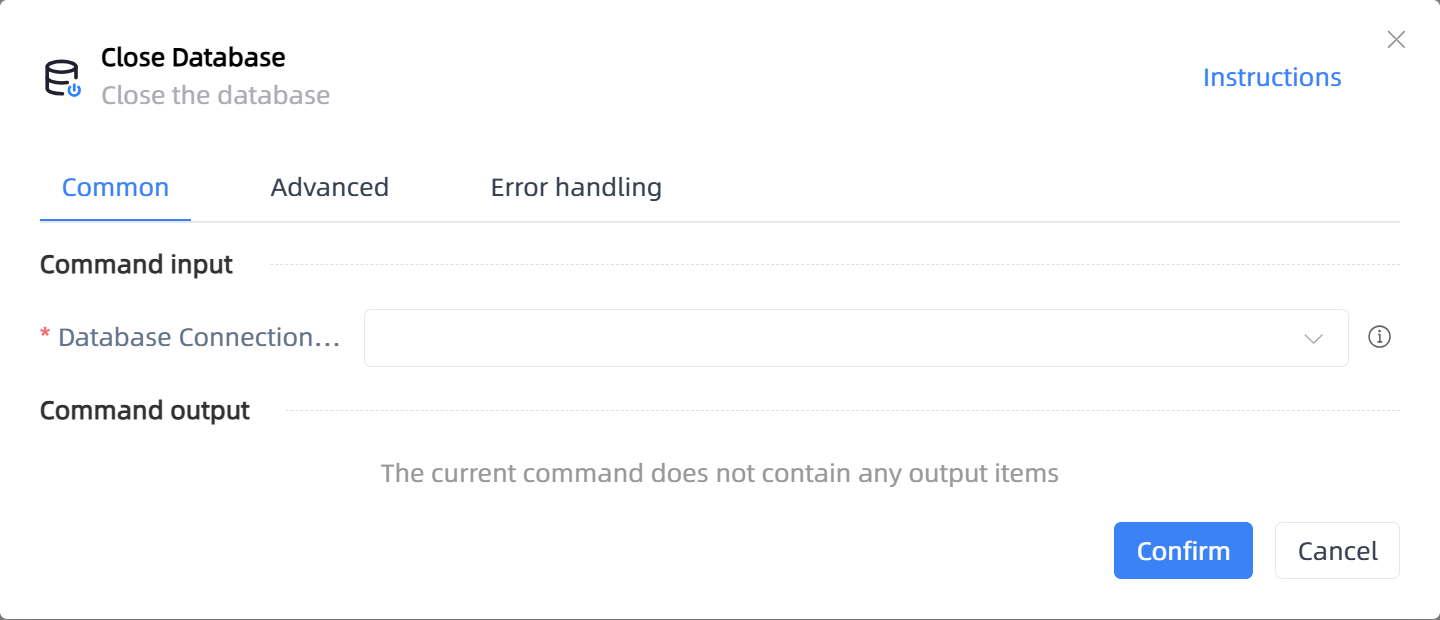 Close Database
Close the database
Instructions
Common Advanced Error handling
Command input
* Database Connection...
Command output
The current command does not contain any output items
Confirm Cancel